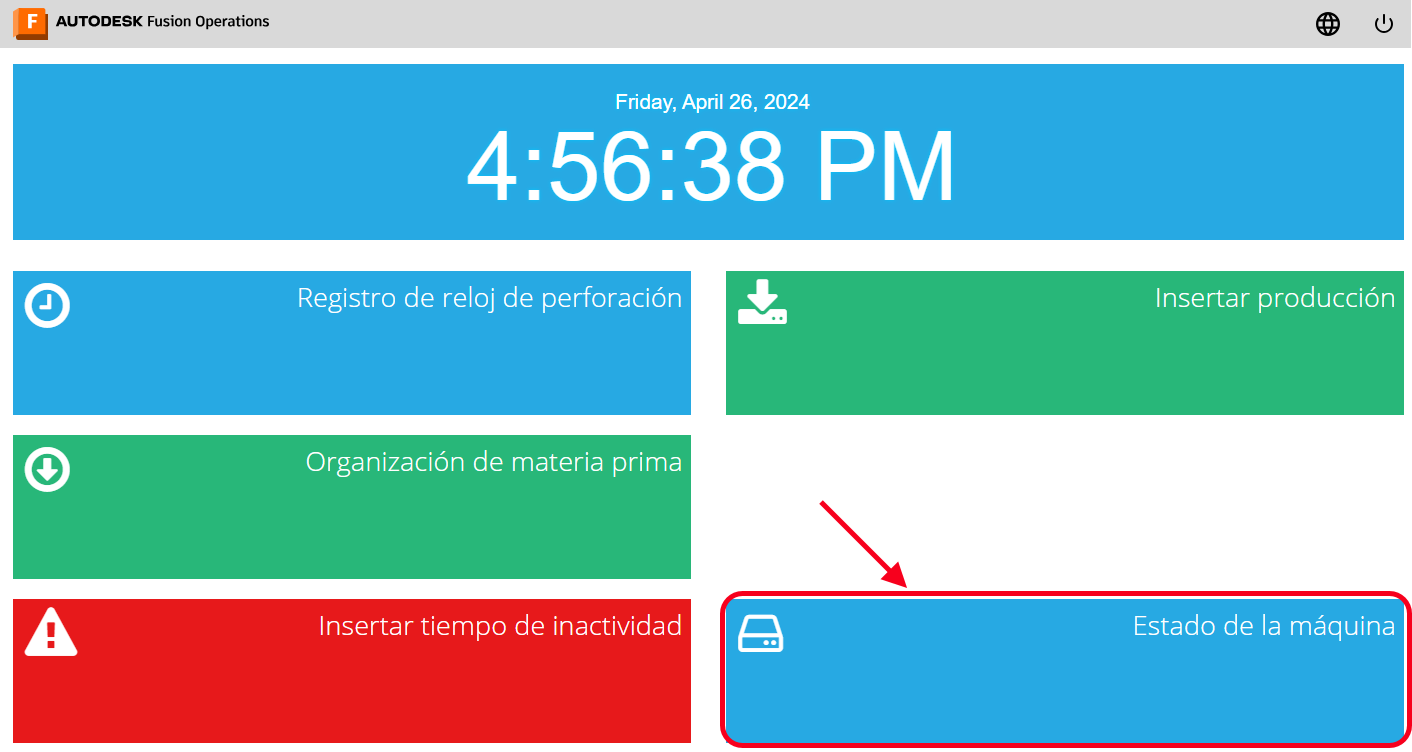 F AUTODESK Fusion Operations
Friday, April 26, 2024
4:56:38 PM
Registro de reloj de perforación
Insertar producción
Organización de materia prima
Insertar tiempo de inactividad
Estado de la máquina